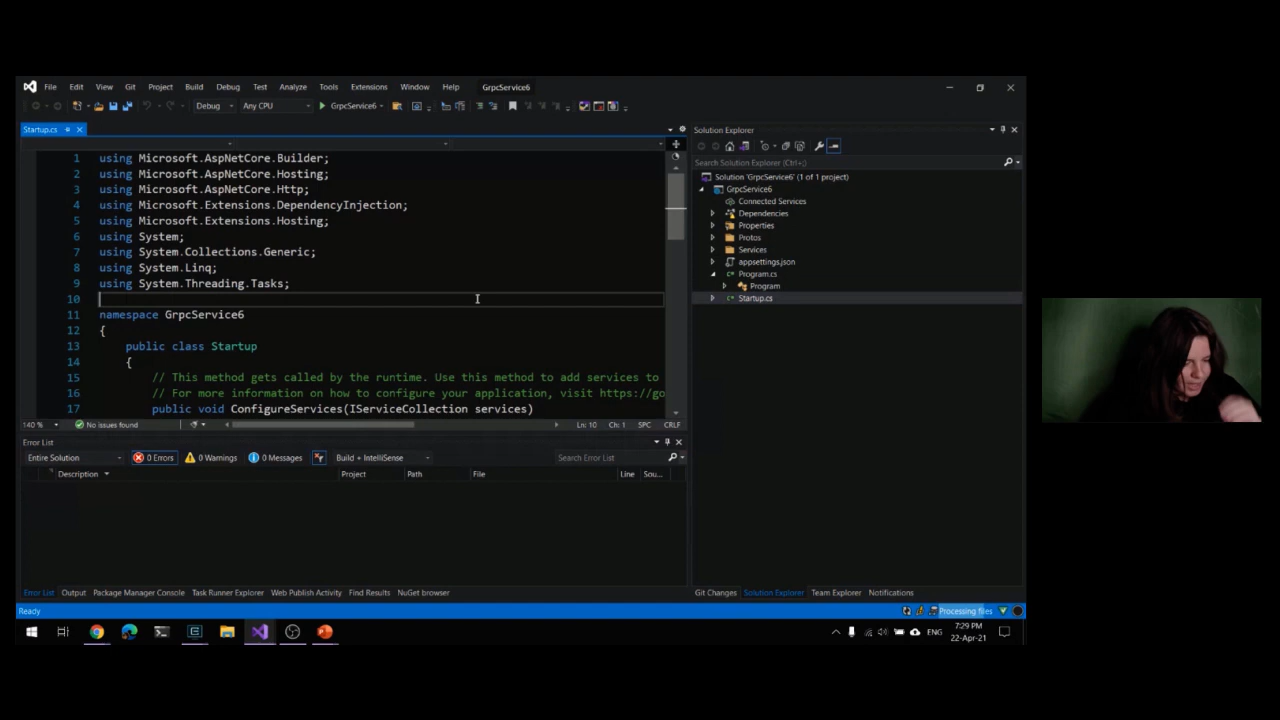 File Edit View Project Build Debug Test Analyze Tools Extensions Window Help GrpcService6
Debug Any CPU GrpcService6
Startup.cs
1 using Microsoft.AspNetCore.Builder;
2 using Microsoft.AspNetCore.Hosting;
3 using Microsoft.AspNetCore.Http;
4 using Microsoft.Extensions.DependencyInjection;
5 using Microsoft.Extensions.Hosting;
6 using System;
7 using System.Collections.Generic;
8 using System.Linq;
9 using System.Threading.Tasks;
10
11 namespace GrpcService6
12 {
13 public class Startup
14 {
15 // This method gets called by the runtime. Use this method to add services to
16 // For more information on how to configure your application, visit https://go
17 public void ConfigureServices(IServiceCollection services)
140 % No issues found Ln: 10 Ch: 1 SPC CRLF
Error List
Entire Solution 0 Errors 0 Warnings 0 Messages Build + IntelliSense Search Error List
Description Project Path File Line Sou...
Error List Output Package Manager Console Task Runner Explorer Web Publish Activity Find Results NuGet browser
Solution Explorer
Search Solution Explorer (Ctrl+;)
Solution 'GrpcService6' (1 of 1 project)
GrpcService6
Connected Services
Dependencies
Properties
Protos
Services
appsettings.json
Program.cs
Program
Startup.cs
Git Changes Solution Explorer Team Explorer Notifications
Ready Processing files
ENG 7:29 PM
22-Apr-21